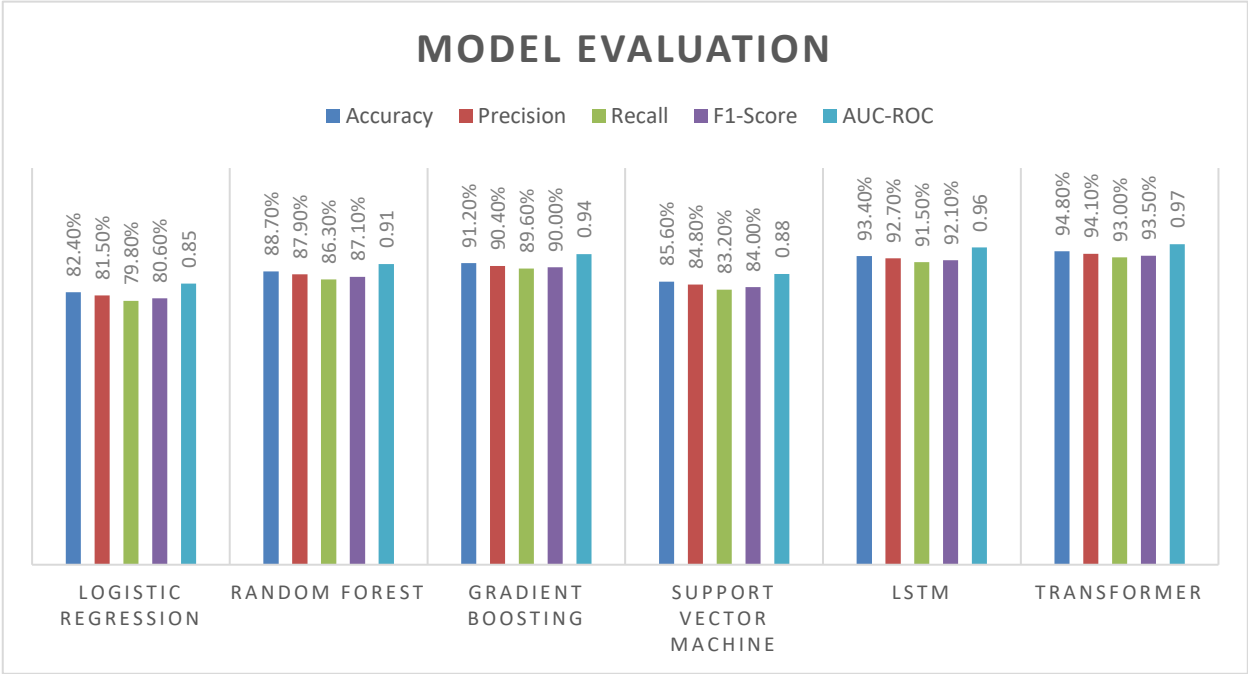 MODEL EVALUATION
Accuracy Precision Recall F1-Score AUC-ROC
82.40% 81.50% 79.80% 80.60% 0.85
88.70% 87.90% 86.30% 87.10% 0.91
91.20% 90.40% 89.60% 90.00% 0.94
85.60% 84.80% 83.20% 84.00% 0.88
93.40% 92.70% 91.50% 92.10% 0.96
94.80% 94.10% 93.00% 93.50% 0.97
LOGISTIC
REGRESSION
RANDOM FOREST
GRADIENT
BOOSTING
SUPPORT
VECTOR
MACHINE
LSTM
TRANSFORMER